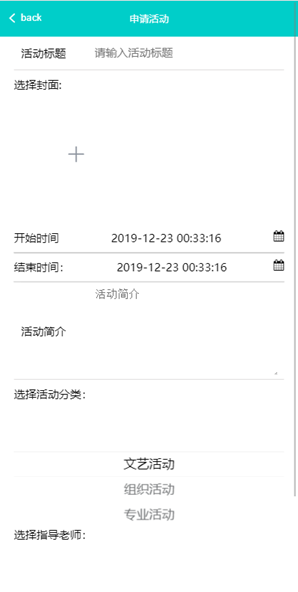 back 申请活动
活动标题 请输入活动标题
选择封面:
开始时间 2019-12-23 00:33:16
结束时间： 2019-12-23 00:33:16
活动简介
活动简介
选择活动分类：
文艺活动
组织活动
专业活动
选择指导老师：